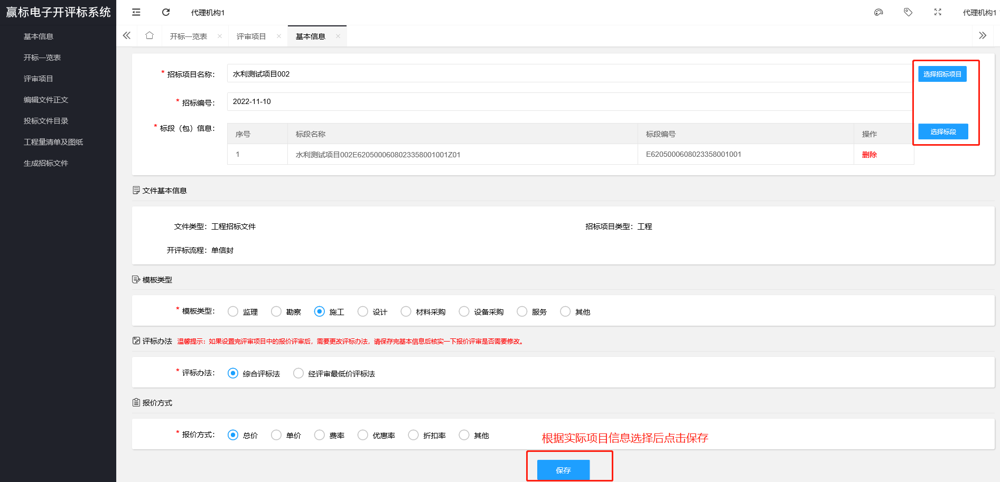 赢标电子开评标系统
代理机构1
代理机构1
基本信息
开标一览表
评审项目
编辑文件正文
投标文件目录
工程量清单及图纸
生成招标文件
开标一览表 × 评审项目 × 基本信息 ×
* 招标项目名称： 水利测试项目002 选择招标项目
* 招标编号： 2022-11-10
* 标段（包）信息： 选择标段
序号 标段名称 标段编号 操作
1 水利测试项目002E6205000608023358001001Z01 E6205000608023358001001 删除
文件基本信息
文件类型：工程招标文件 招标项目类型：工程
开评标流程：单信封
模板类型
* 模板类型： 监理 勘察 施工 设计 材料采购 设备采购 服务 其他
评标办法 温馨提示：如果设置完评审项目中的报价评审后，需要更改评标办法，请保存完基本信息后核实一下报价评审是否需要修改。
* 评标办法： 综合评标法 经评审最低价评标法
报价方式
* 报价方式： 总价 单价 费率 优惠率 折扣率 其他
根据实际项目信息选择后点击保存
保存